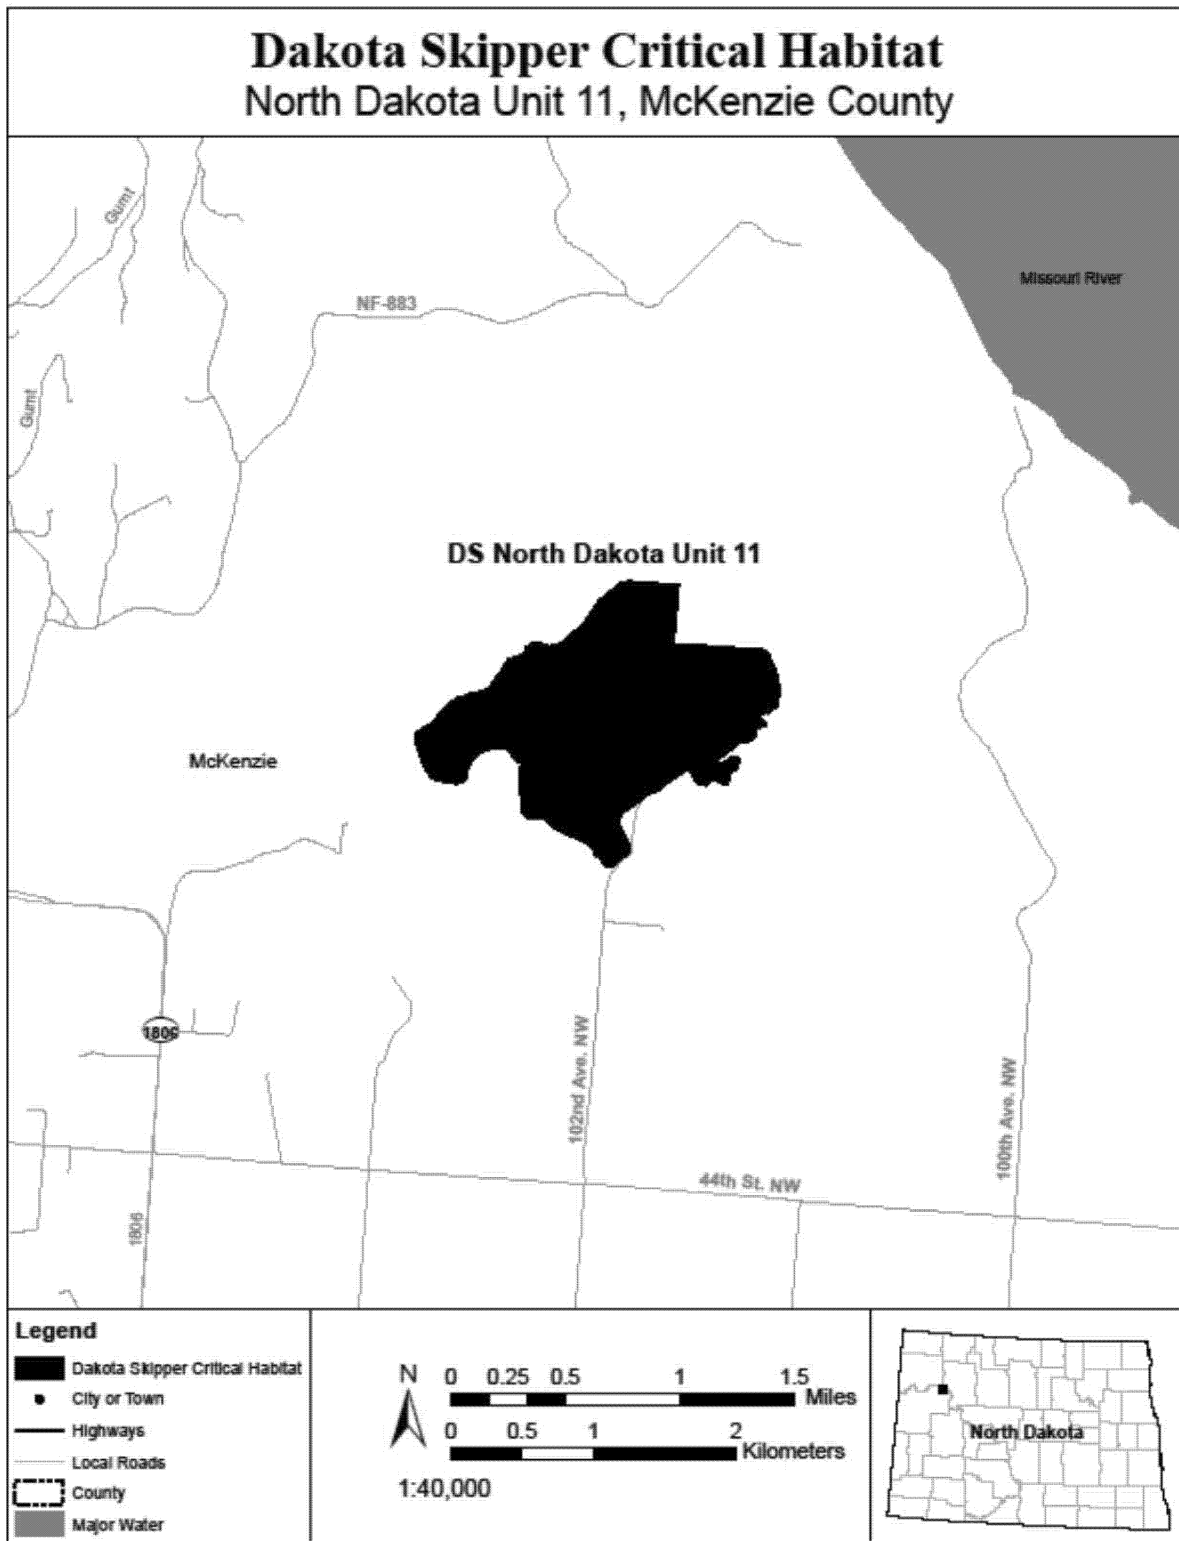 Dakota Skipper Critical Habitat
North Dakota Unit 11, McKenzie County
Gumt
Missouri River
NF-883
Gumt
DS North Dakota Unit 11
McKenzie
1806
102nd Ave. NW
100th Ave. NW
44th St. NW
1806
Legend
Dakota Skipper Critical Habitat
City or Town
Highways
Local Roads
County
Major Water
N
0 0.25 0.5 1 1.5
Miles
0 0.5 1 2
Kilometers
1:40,000
North Dakota